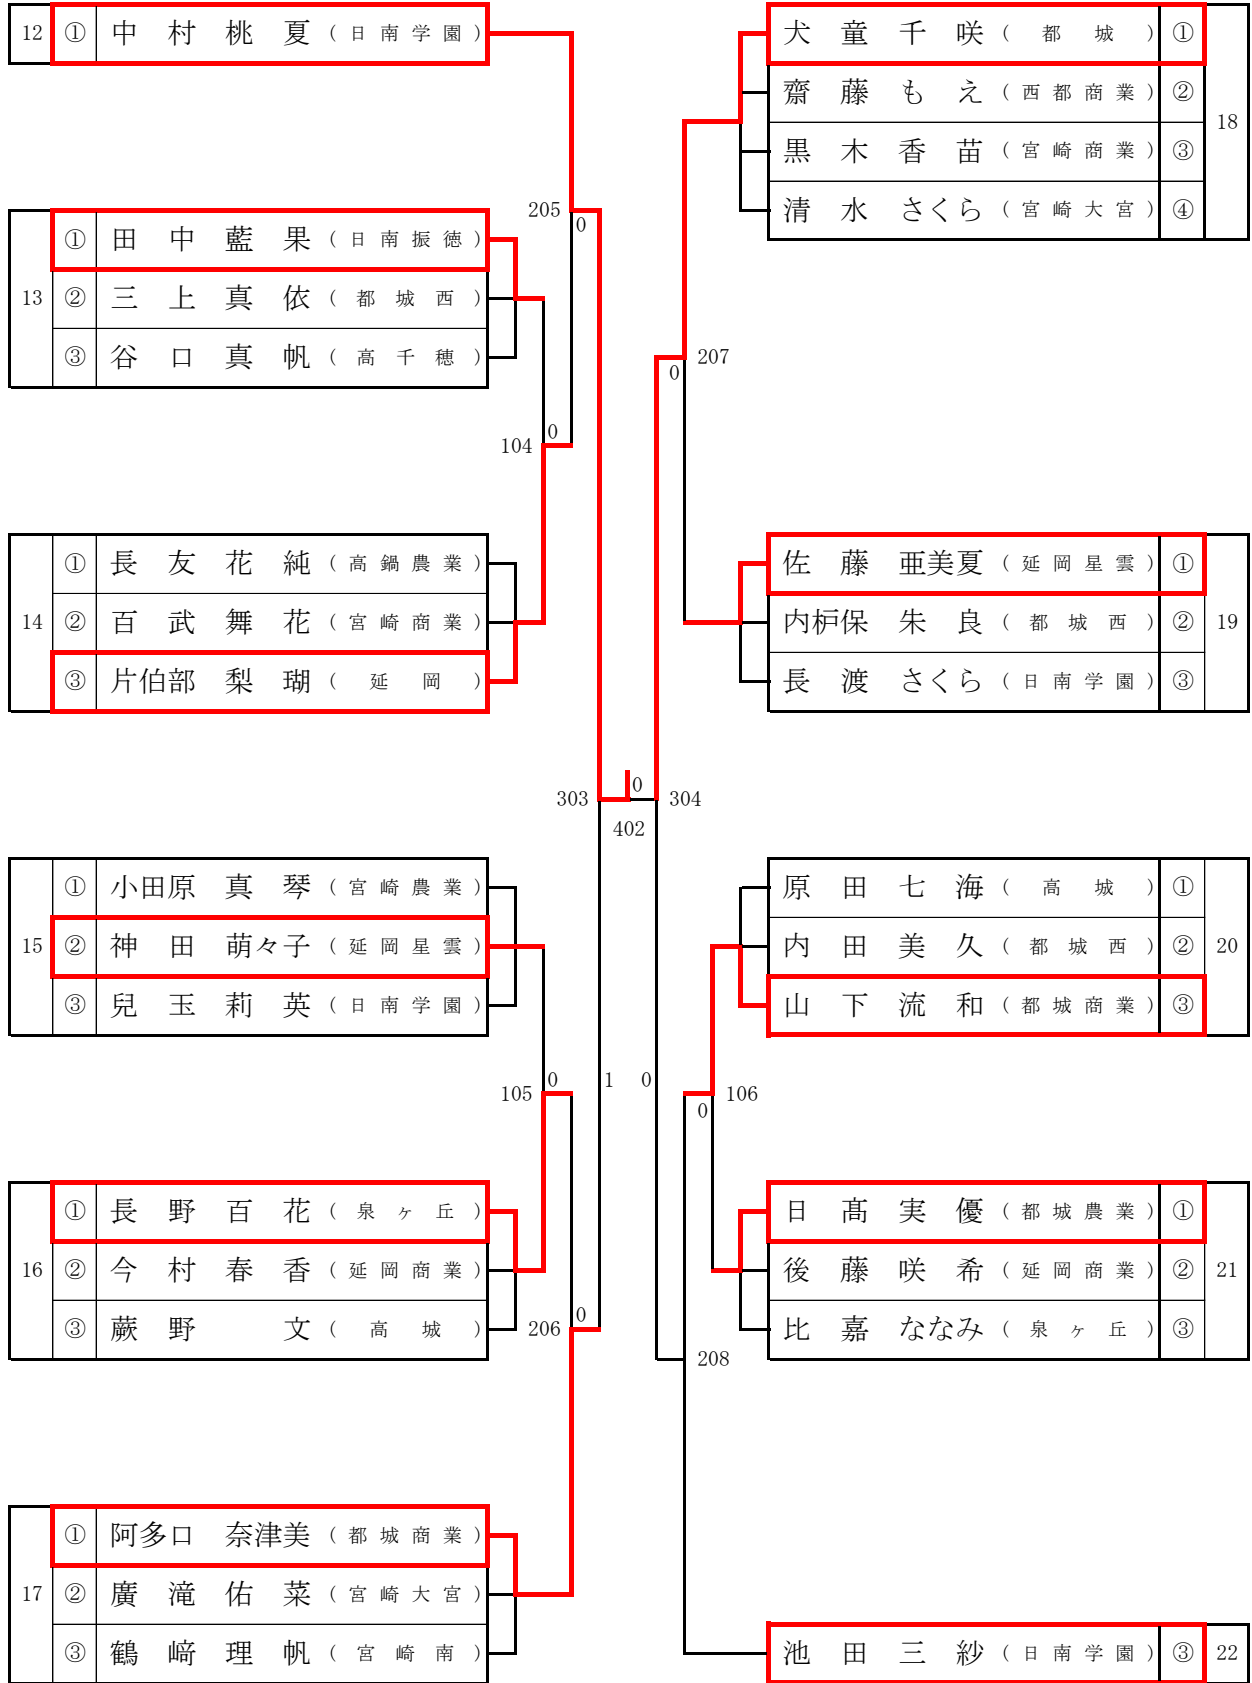 12 ① 中村桃夏 (日南学園)
205
0
13
① 田中藍果 (日南振徳)
② 三上真依 (都城西)
③ 谷口真帆 (高千穂)
104
0
14
① 長友花純 (高鍋農業)
② 百武舞花 (宮崎商業)
③ 片伯部梨瑚 (延岡)
303
0
402
304
15
① 小田原真琴 (宮崎農業)
② 神田萌々子 (延岡星雲)
③ 兒玉莉英 (日南学園)
105
0
1
0
16
① 長野百花 (泉ヶ丘)
② 今村春香 (延岡商業)
③ 蕨野文 (高城)
206
0
17
① 阿多口奈津美 (都城商業)
② 廣滝佑菜 (宮崎大宮)
③ 鶴﨑理帆 (宮崎南)
犬童千咲 (都城) ①
齋藤もえ (西都商業) ②
黒木香苗 (宮崎商業) ③
清水さくら (宮崎大宮) ④
18
207
0
佐藤亜美夏 (延岡星雲) ①
内枦保朱良 (都城西) ②
長渡さくら (日南学園) ③
19
原田七海 (高城) ①
内田美久 (都城西) ②
山下流和 (都城商業) ③
20
106
0
日髙実優 (都城農業) ①
後藤咲希 (延岡商業) ②
比嘉ななみ (泉ヶ丘) ③
21
208
池田三紗 (日南学園) ③ 22